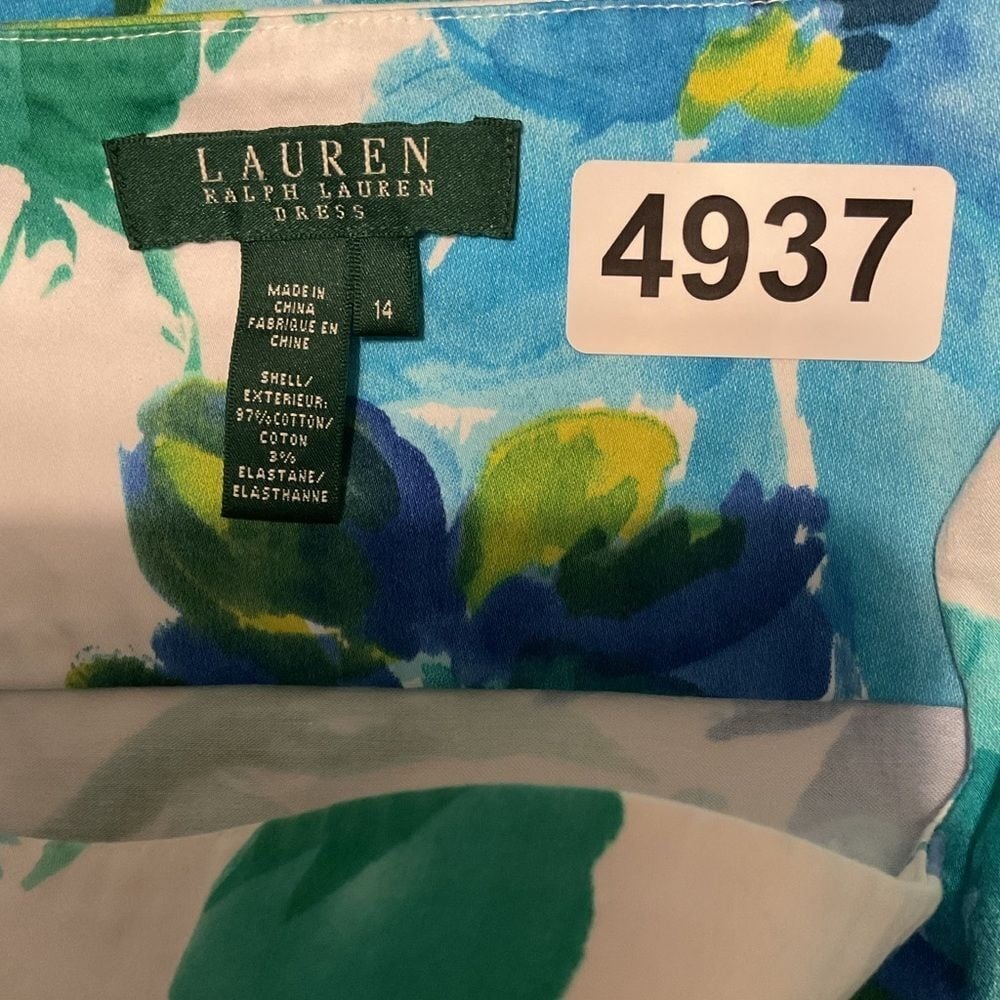 LAUREN
RALPH LAUREN
DRESS
4937
14
MADE IN
CHINA
FABRIQUE EN
CHINE
SHELL/
EXTERIEUR:
97% COTTON/
COTON
3%
ELASTANE/
ELASTHANNE